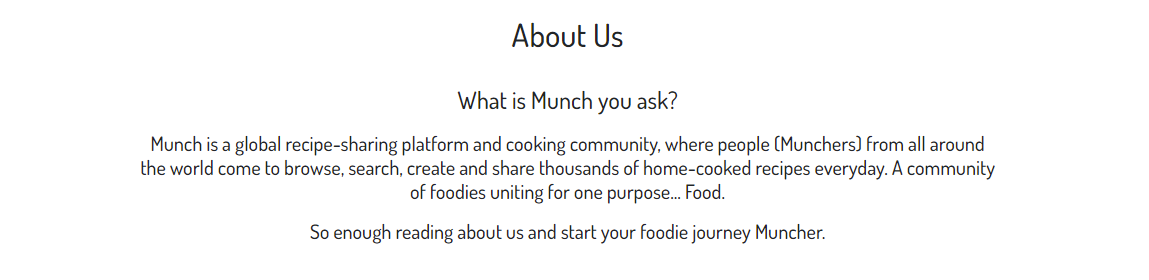 About Us
What is Munch you ask?
Munch is a global recipe-sharing platform and cooking community, where people (Munchers) from all around
the world come to browse, search, create and share thousands of home-cooked recipes everyday. A community
of foodies uniting for one purpose... Food.
So enough reading about us and start your foodie journey Muncher.